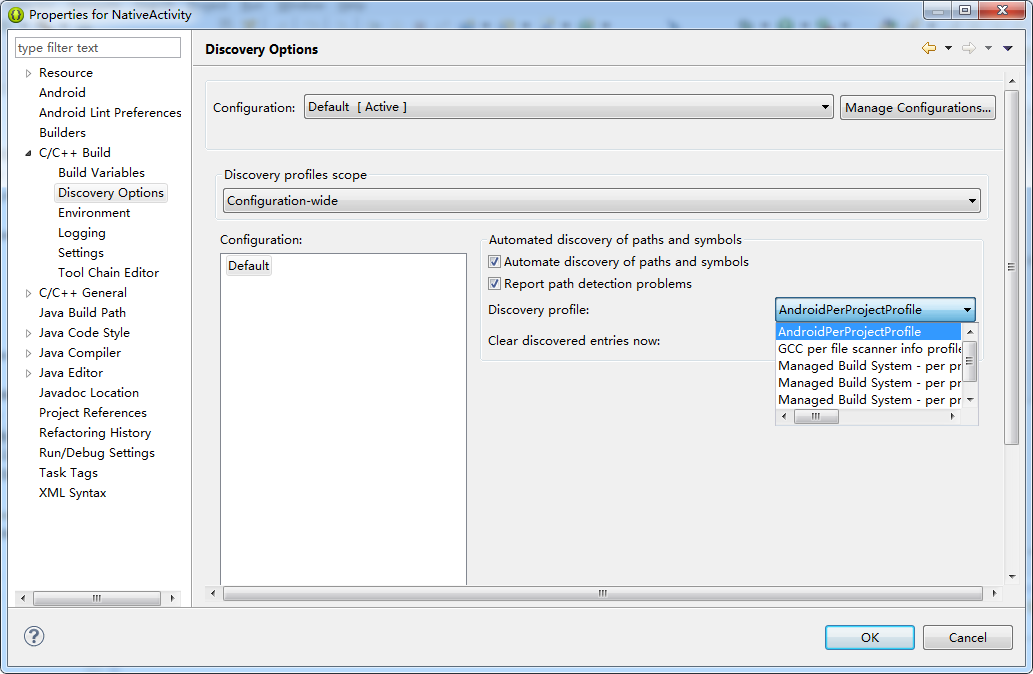 Properties for NativeActivity
type filter text
Resource
Android
Android Lint Preferences
Builders
C/C++ Build
Build Variables
Discovery Options
Environment
Logging
Settings
Tool Chain Editor
C/C++ General
Java Build Path
Java Code Style
Java Compiler
Java Editor
Javadoc Location
Project References
Refactoring History
Run/Debug Settings
Task Tags
XML Syntax
Discovery Options
Configuration:
Default [ Active ]
Manage Configurations...
Discovery profiles scope
Configuration-wide
Configuration:
Default
Automated discovery of paths and symbols
Automate discovery of paths and symbols
Report path detection problems
Discovery profile:
AndroidPerProjectProfile
AndroidPerProjectProfile
GCC per file scanner info profile
Managed Build System - per pr
Managed Build System - per pr
Managed Build System - per pr
Clear discovered entries now:
OK
Cancel